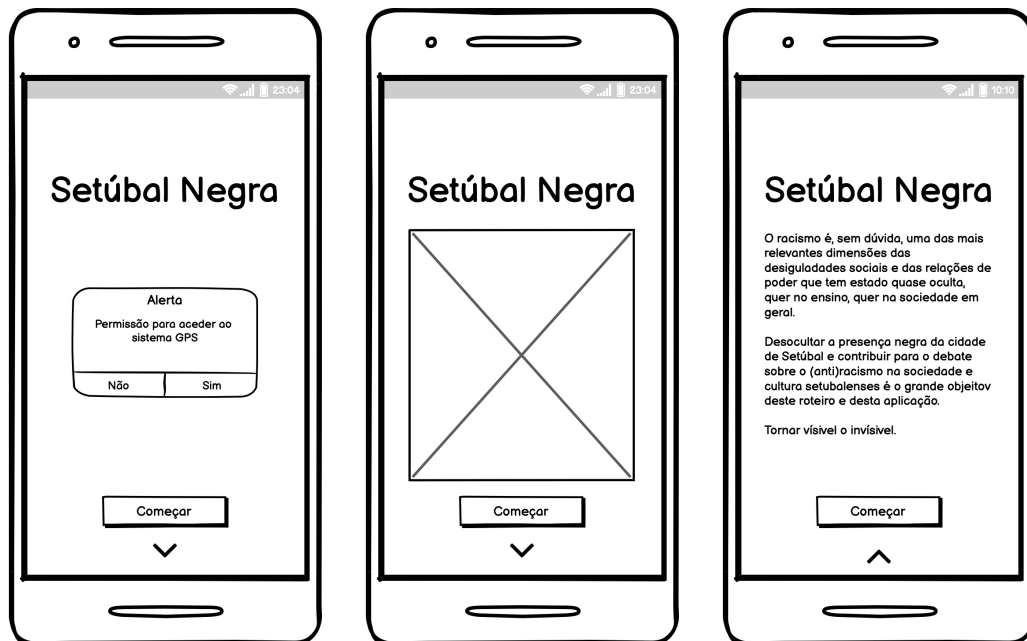 23:04
Setúbal Negra
Alerta
Permissão para aceder ao
sistema GPS
Não
Sim
Começar
23:04
Setúbal Negra
Começar
10:10
Setúbal Negra
O racismo é, sem dúvida, uma das mais
relevantes dimensões das
desiguladades sociais e das relações de
poder que tem estado quase oculta,
quer no ensino, quer na sociedade em
geral.
Desocultar a presença negra da cidade
de Setúbal e contribuir para o debate
sobre o (anti)racismo na sociedade e
cultura setubalenses é o grande objeitov
deste roteiro e desta aplicação.
Tornar vísivel o invísivel.
Começar